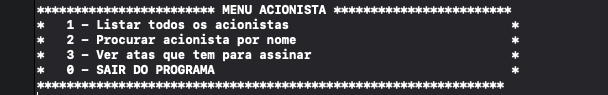 ************************ MENU ACIONISTA ************************
*   1 - Listar todos os acionistas                              *
*   2 - Procurar acionista por nome                             *
*   3 - Ver atas que tem para assinar                           *
*   0 - SAIR DO PROGRAMA                                        *
***************************************************************